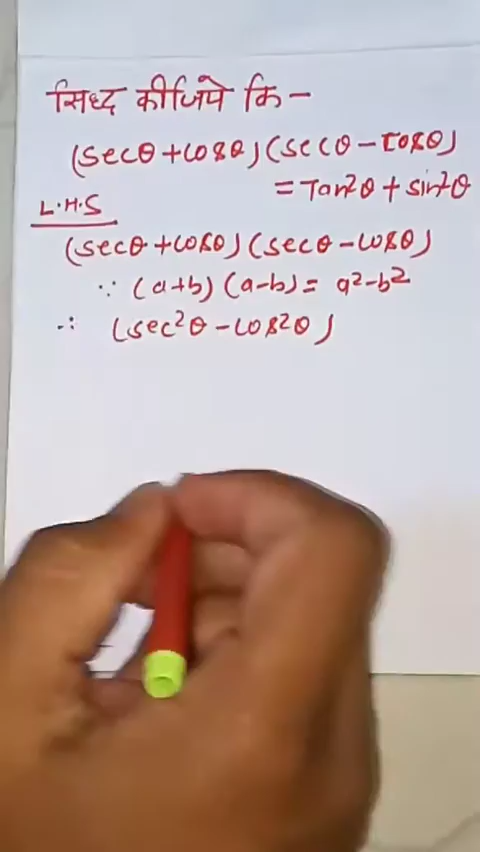 सिध्द कीजिये कि -
(secθ + cosθ) (secθ - cosθ)
= Tan²θ + sin²θ
L.H.S
(secθ + cosθ) (secθ - cosθ)
∵ (a+b) (a-b) = a²-b²
∴ (sec²θ - cos²θ)